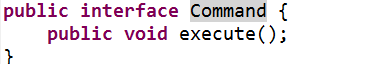 public interface Command {
    public void execute();
}